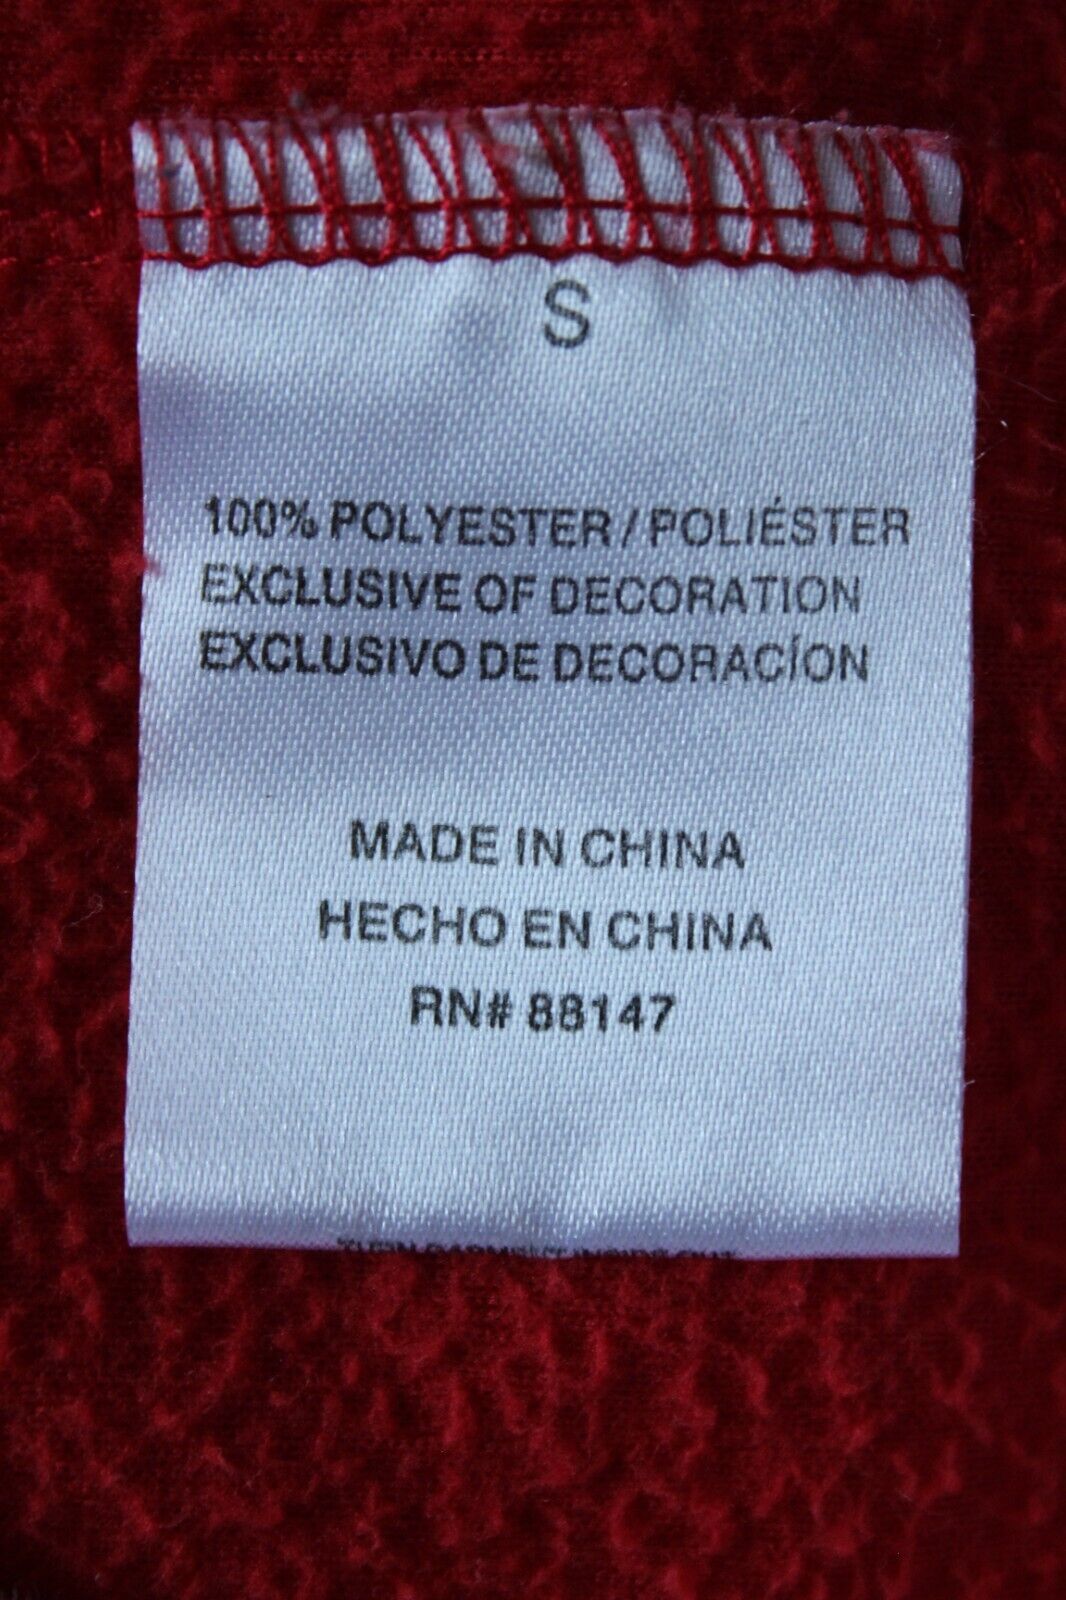 S
100% POLYESTER / POLIÉSTER
EXCLUSIVE OF DECORATION
EXCLUSIVO DE DECORACÍON
MADE IN CHINA
HECHO EN CHINA
RN# 88147